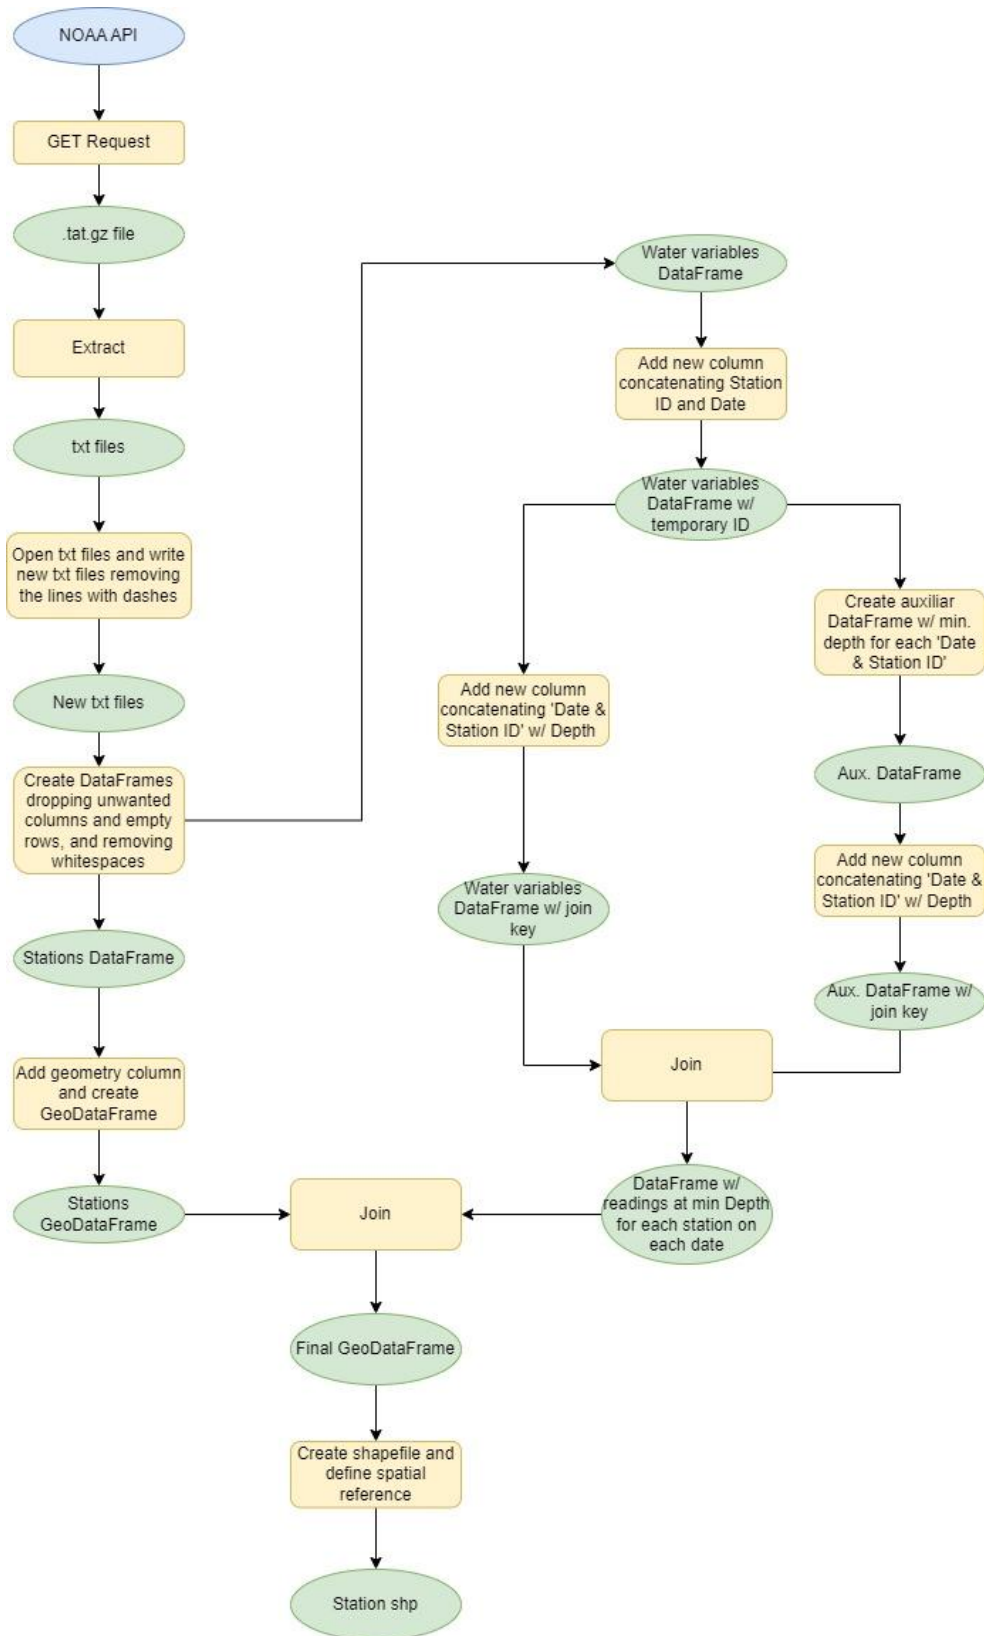 NOAA API
GET Request
.tat.gz file
Extract
txt files
Open txt files and write
new txt files removing
the lines with dashes
New txt files
Create DataFrames
dropping unwanted
columns and empty
rows, and removing
whitespaces
Stations DataFrame
Add geometry column
and create
GeoDataFrame
Stations
GeoDataFrame
Water variables
DataFrame
Add new column
concatenating Station
ID and Date
Water variables
DataFrame w/
temporary ID
Add new column
concatenating 'Date &
Station ID' w/ Depth
Water variables
DataFrame w/ join
key
Create auxiliar
DataFrame w/ min.
depth for each 'Date
& Station ID'
Aux. DataFrame
Add new column
concatenating 'Date &
Station ID' w/ Depth
Aux. DataFrame w/
join key
Join
DataFrame w/
readings at min Depth
for each station on
each date
Join
Final GeoDataFrame
Create shapefile and
define spatial
reference
Station shp